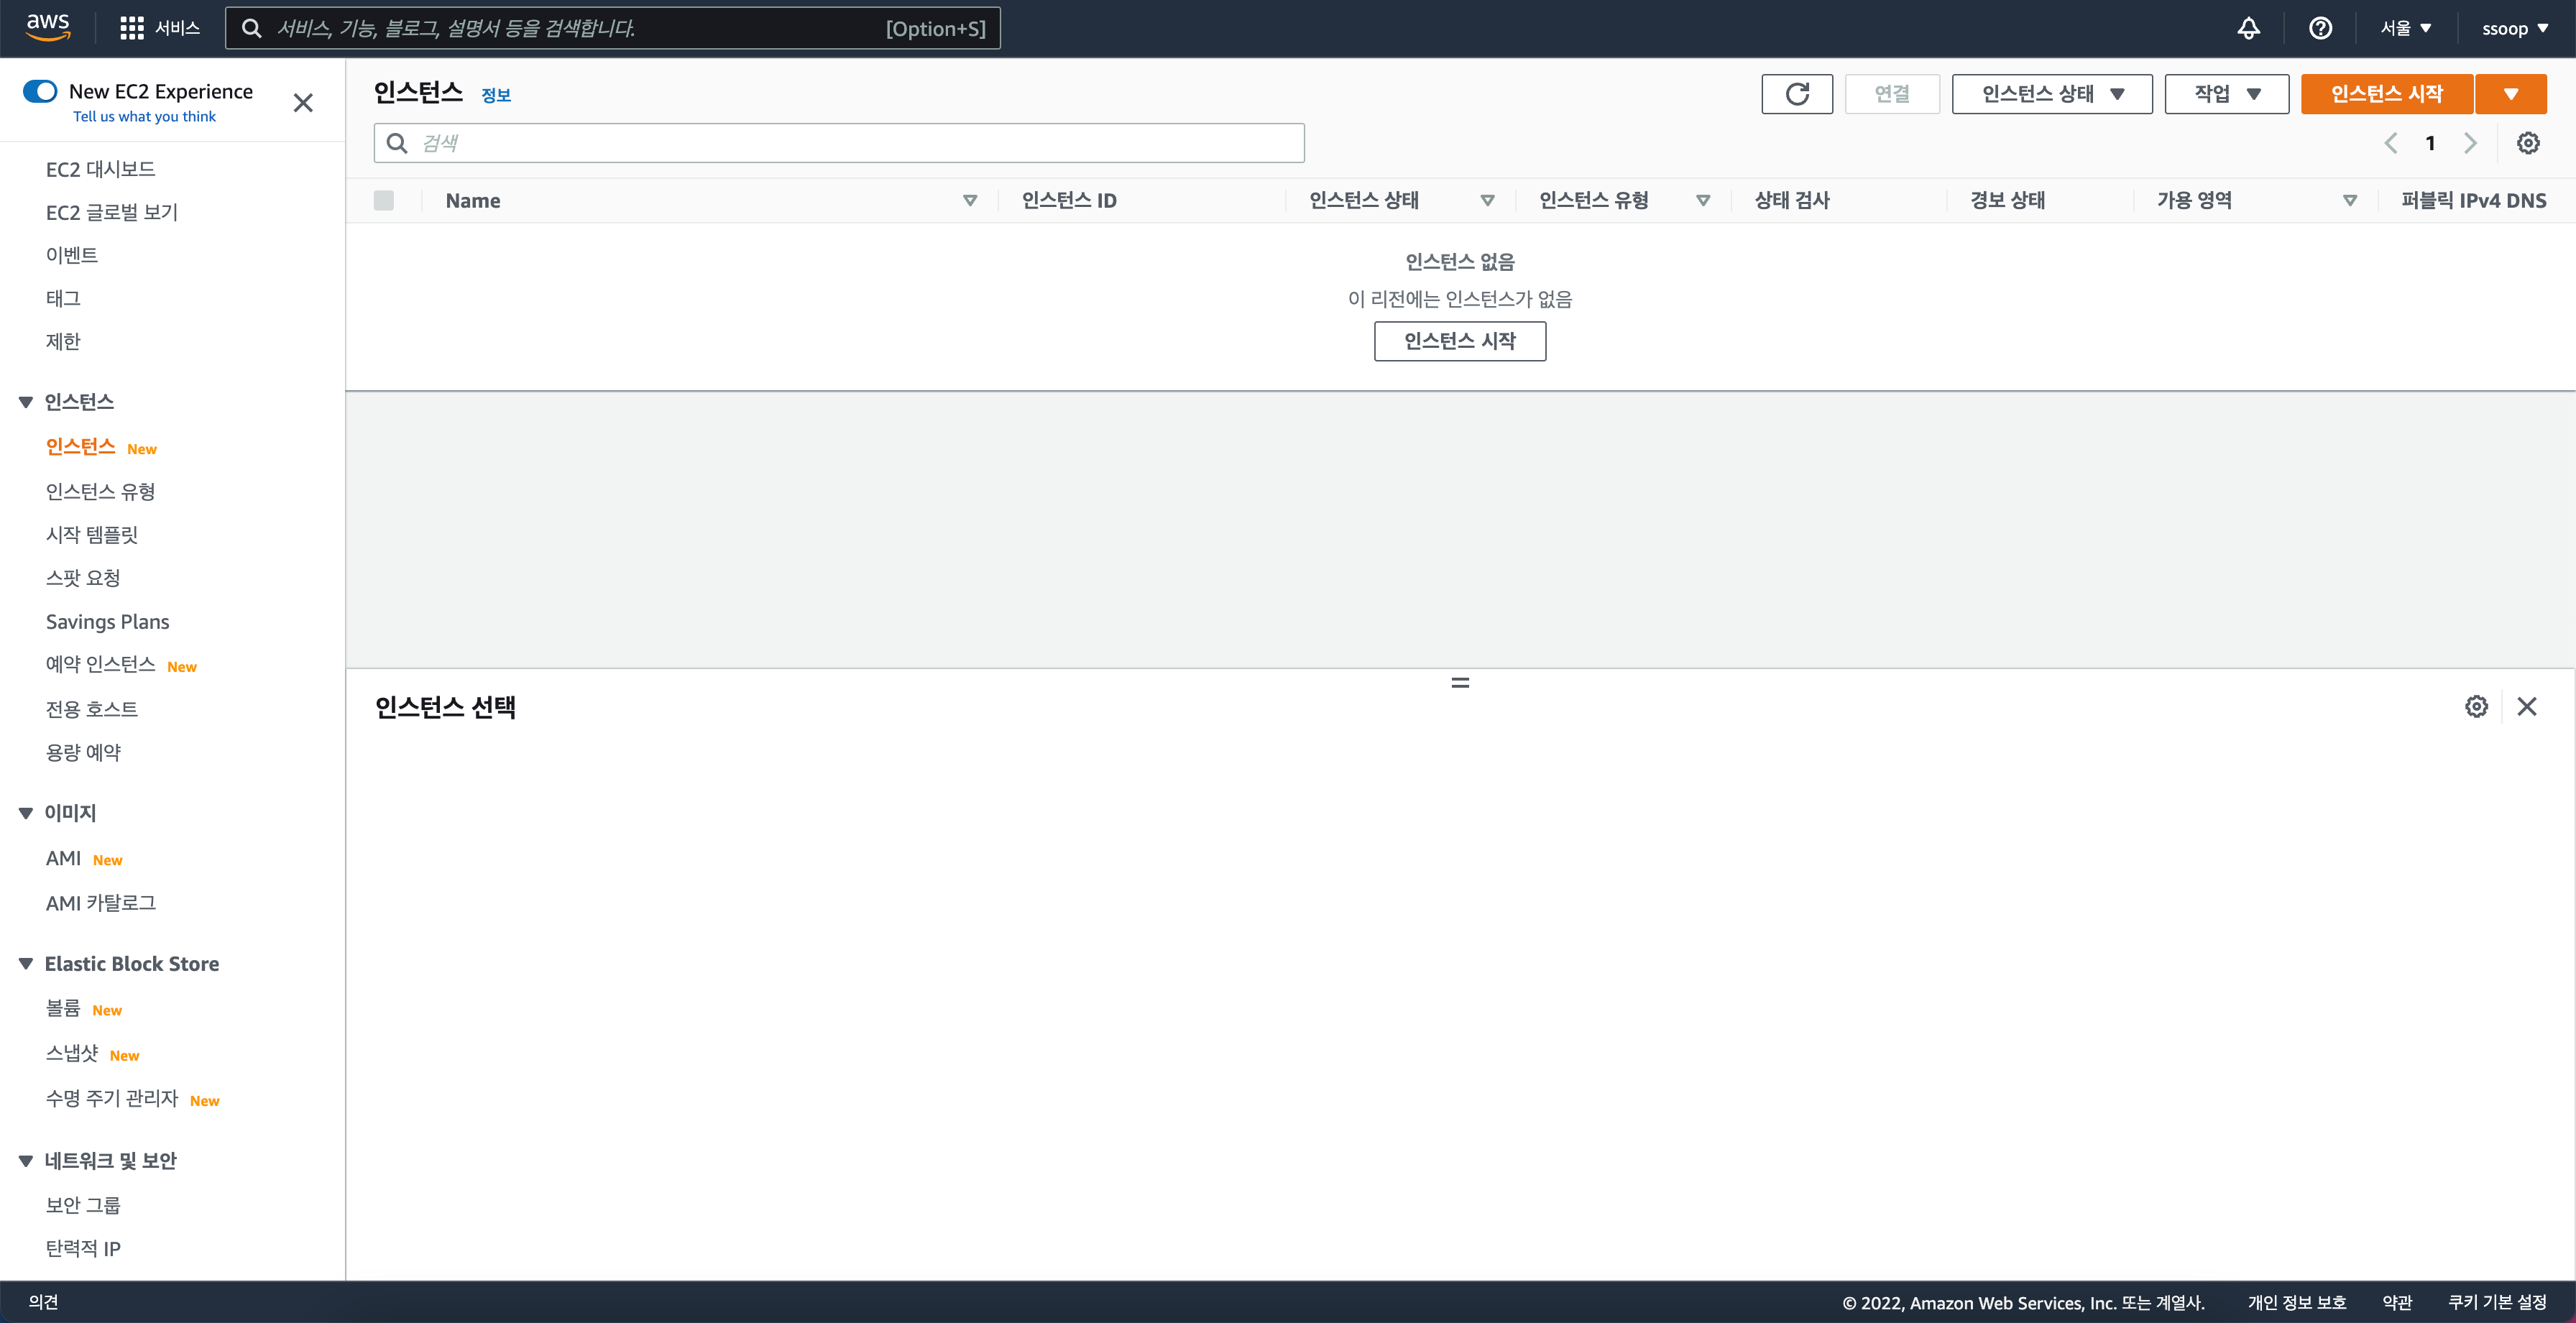 aws
서비스
서비스, 기능, 블로그, 설명서 등을 검색합니다.
[Option+S]
서울
ssoop
New EC2 Experience
Tell us what you think
EC2 대시보드
EC2 글로벌 보기
이벤트
태그
제한
인스턴스
인스턴스 New
인스턴스 유형
시작 템플릿
스팟 요청
Savings Plans
예약 인스턴스 New
전용 호스트
용량 예약
이미지
AMI New
AMI 카탈로그
Elastic Block Store
볼륨 New
스냅샷 New
수명 주기 관리자 New
네트워크 및 보안
보안 그룹
탄력적 IP
인스턴스 정보
연결
인스턴스 상태
작업
인스턴스 시작
검색
1
Name
인스턴스 ID
인스턴스 상태
인스턴스 유형
상태 검사
경보 상태
가용 영역
퍼블릭 IPv4 DNS
인스턴스 없음
이 리전에는 인스턴스가 없음
인스턴스 시작
인스턴스 선택
의견
© 2022, Amazon Web Services, Inc. 또는 계열사.
개인 정보 보호
약관
쿠키 기본 설정